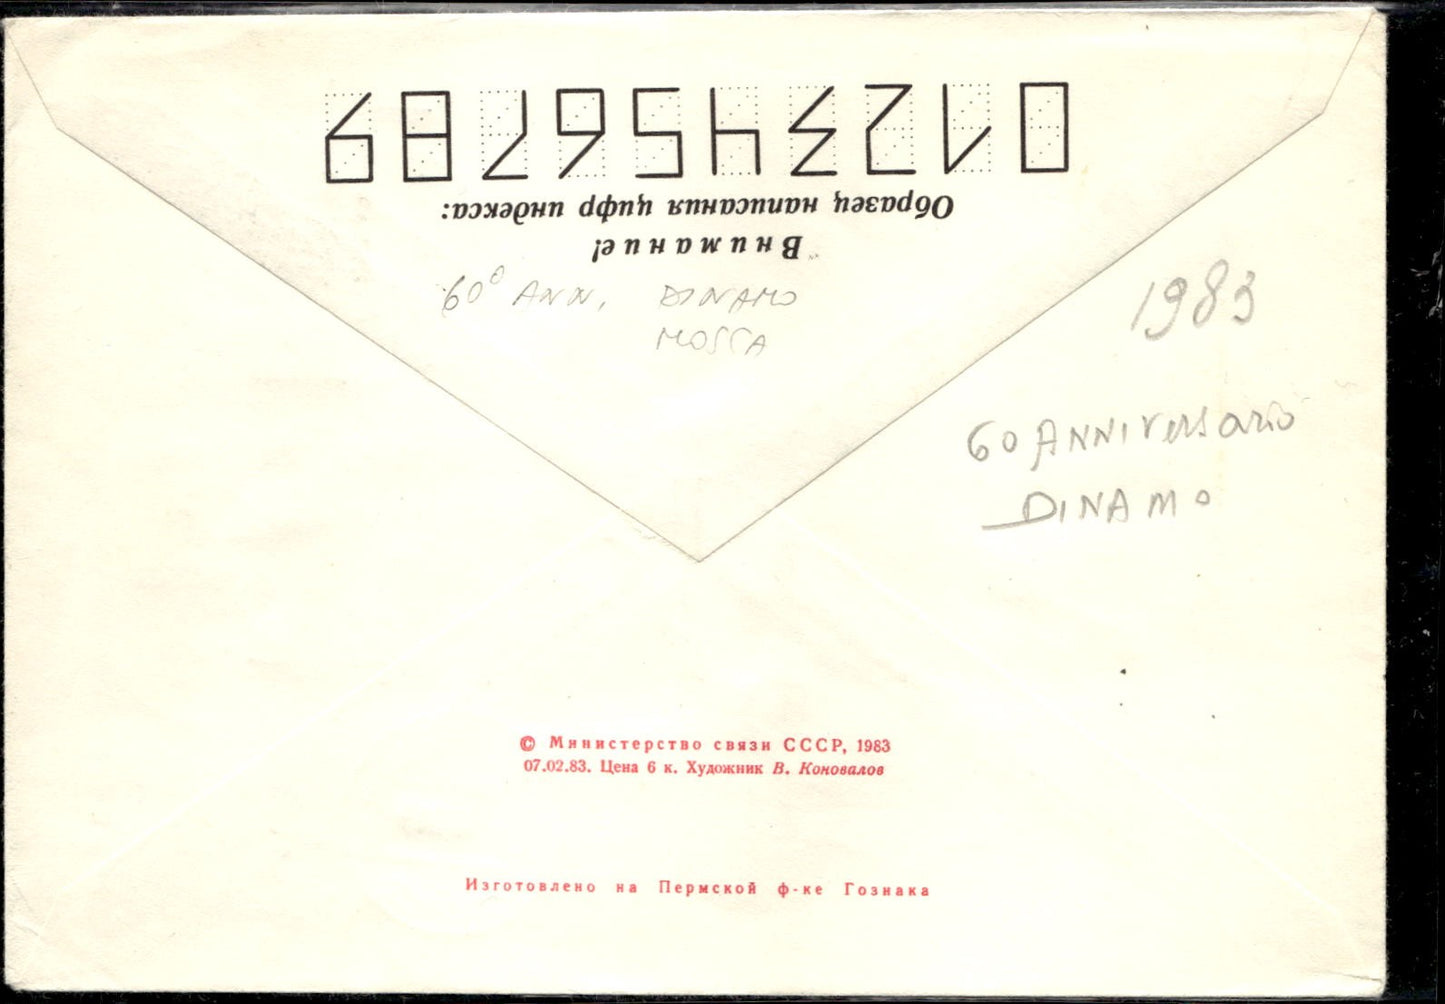 Внимание!
Образец написания цифр индекса:
0123456789
60° ANN. DINAMO
MOSCA
1983
60 ANNIVERSARIO
DINAMO
© Министерство связи СССР, 1983
07.02.83. Цена 6 к. Художник В. Коновалов
Изготовлено на Пермской ф-ке Гознака